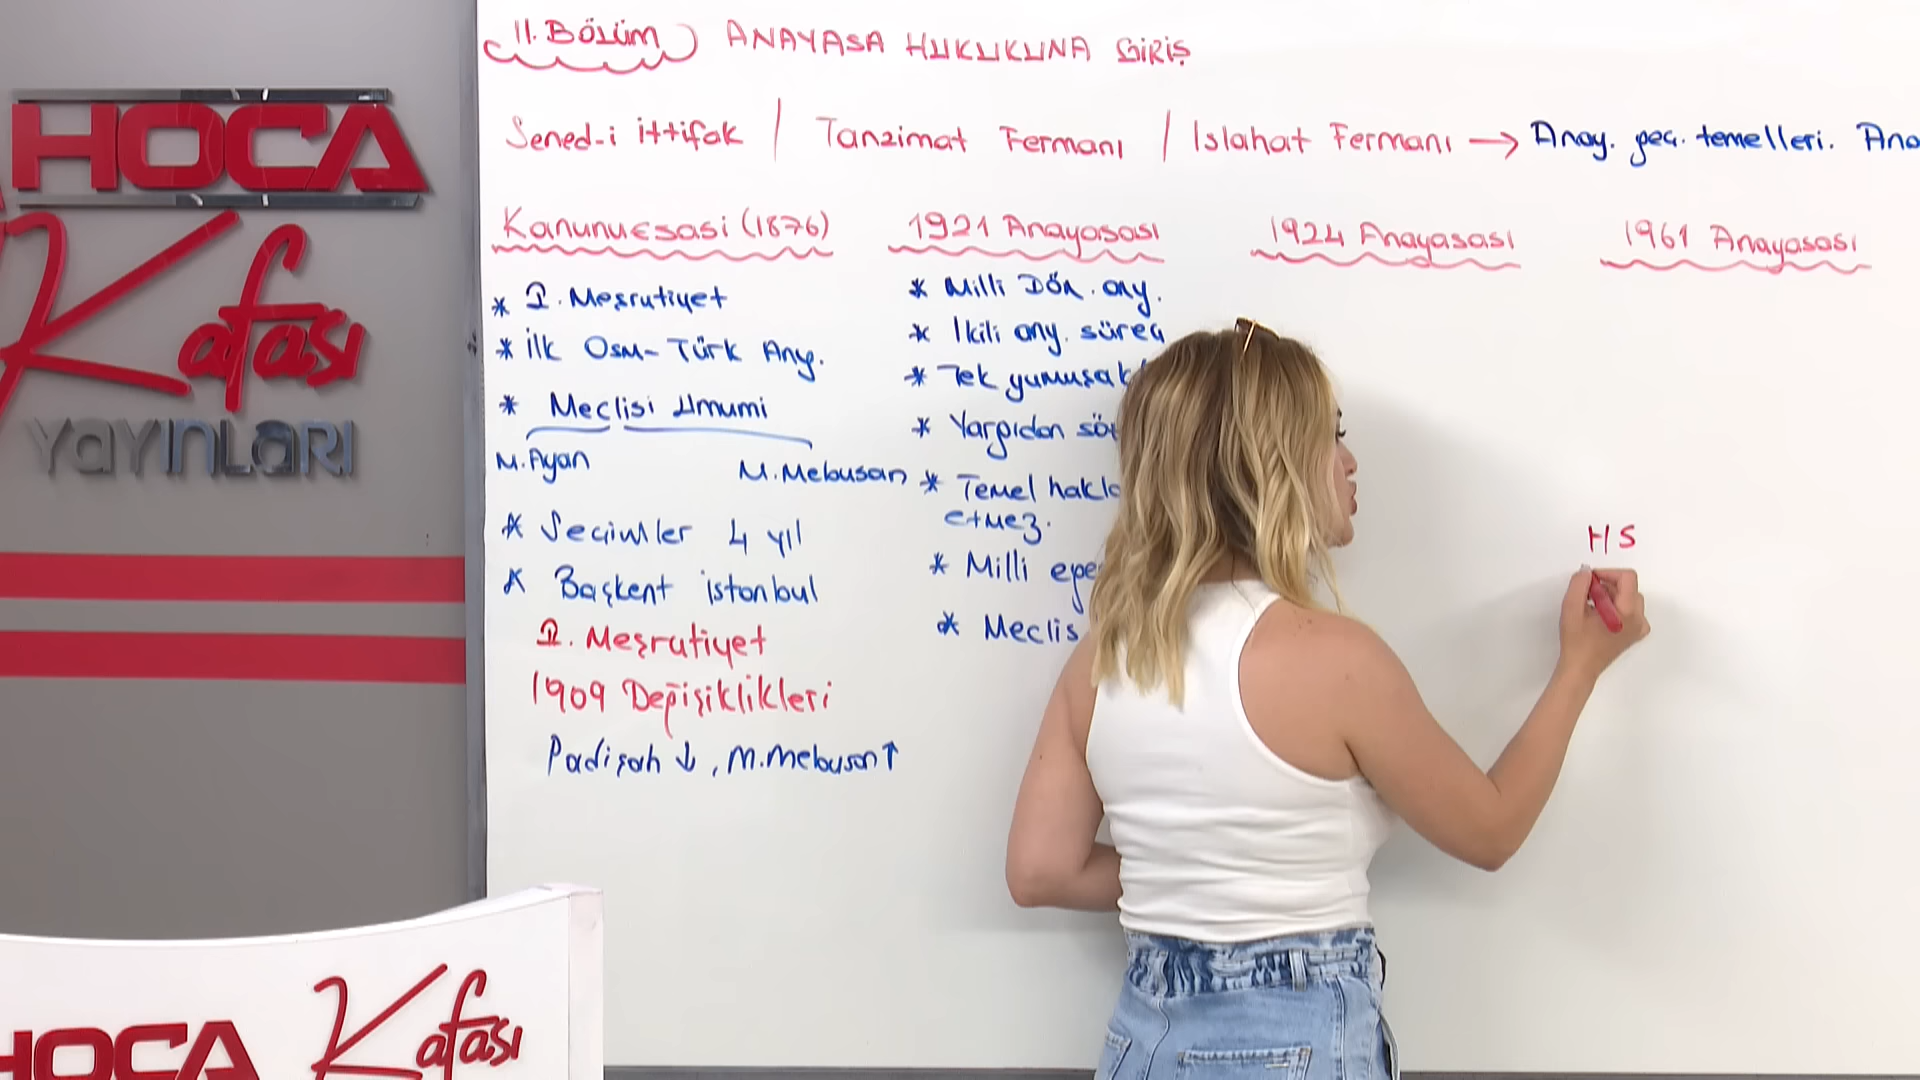 HOCA
Kafası
YAYINLARI
II. BÖLÜM ANAYASA HUKUKUNA GİRİŞ
Sened-i İttifak / Tanzimat Fermanı / Islahat Fermanı → Anay. geç. temelleri. Ana
Kanunuesasi (1876)
* I. Meşrutiyet
* İlk Osm-Türk Any.
* Meclisi Umumi
M. Ayan M. Mebusan
* Seçimler 4 yıl
* Başkent İstanbul
II. Meşrutiyet
1909 Değişiklikleri
Padişah ↓, M. Mebusan ↑
1921 Anayasası
* Milli Dön. any.
* İkili any. süreç
* Tek yumuşak
* Yargıdan
* Temel
etmez.
* Milli
* Meclis
1924 Anayasası
1961 Anayasası
HS
HOCA Kafası